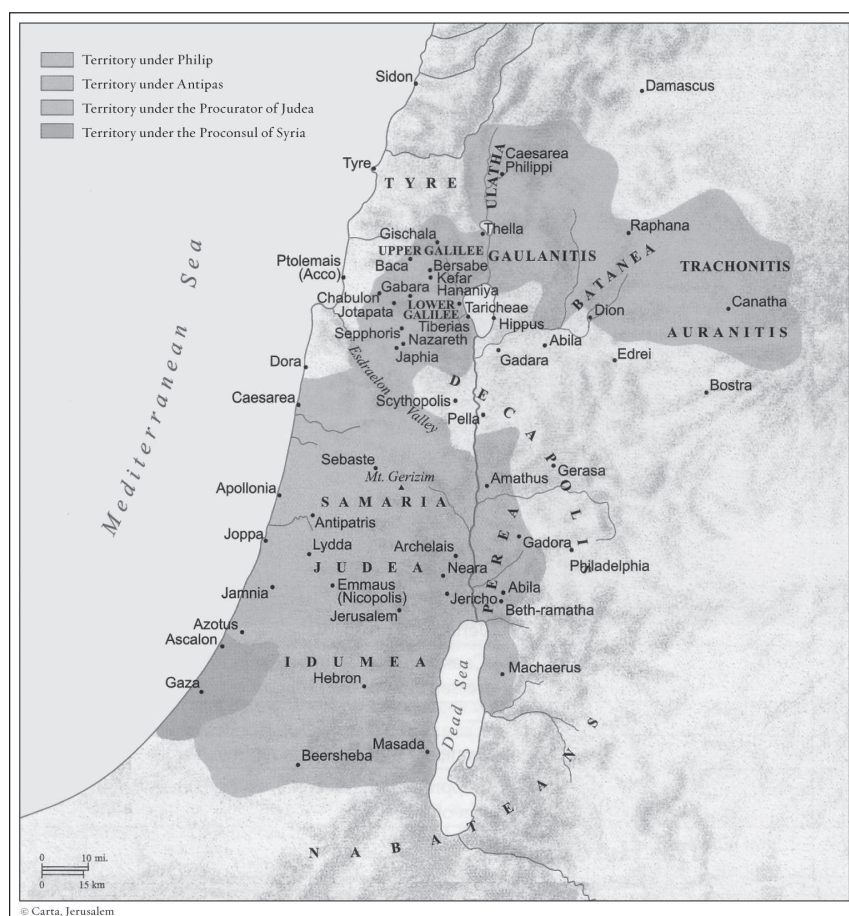 Territory under Philip
Territory under Antipas
Territory under the Procurator of Judea
Territory under the Proconsul of Syria
Sidon
Damascus
Tyre
TYRE
ULATHA
Caesarea
Philippi
Thella
Gischala
UPPER GALILEE
GAULANITIS
Raphana
BATANEA
TRACHONITIS
Ptolemais
(Acco)
Baca
Bersabe
Kefar
Hananiya
Gabara
Chabulon
Jotapata
LOWER
GALILEE
Taricheae
Hippus
Dion
Canatha
AURANITIS
Sepphoris
Tiberias
Nazareth
Japhia
Abila
Gadara
Edrei
Dora
Esdraelon
Valley
Bostra
Caesarea
Scythopolis
DECAPOLIS
Pella
Mediterranean Sea
Sebaste
Mt. Gerizim
Amathus
Gerasa
Apollonia
SAMARIA
Antipatris
PEREA
Joppa
Lydda
Archelais
Gadora
Philadelphia
JUDEA
Neara
Jamnia
Emmaus
(Nicopolis)
Jericho
Abila
Beth-ramatha
Jerusalem
Azotus
Ascalon
IDUMEA
Machaerus
Gaza
Hebron
Dead Sea
Masada
Beersheba
NABATEANS
0 10 mi.
0 15 km
© Carta, Jerusalem